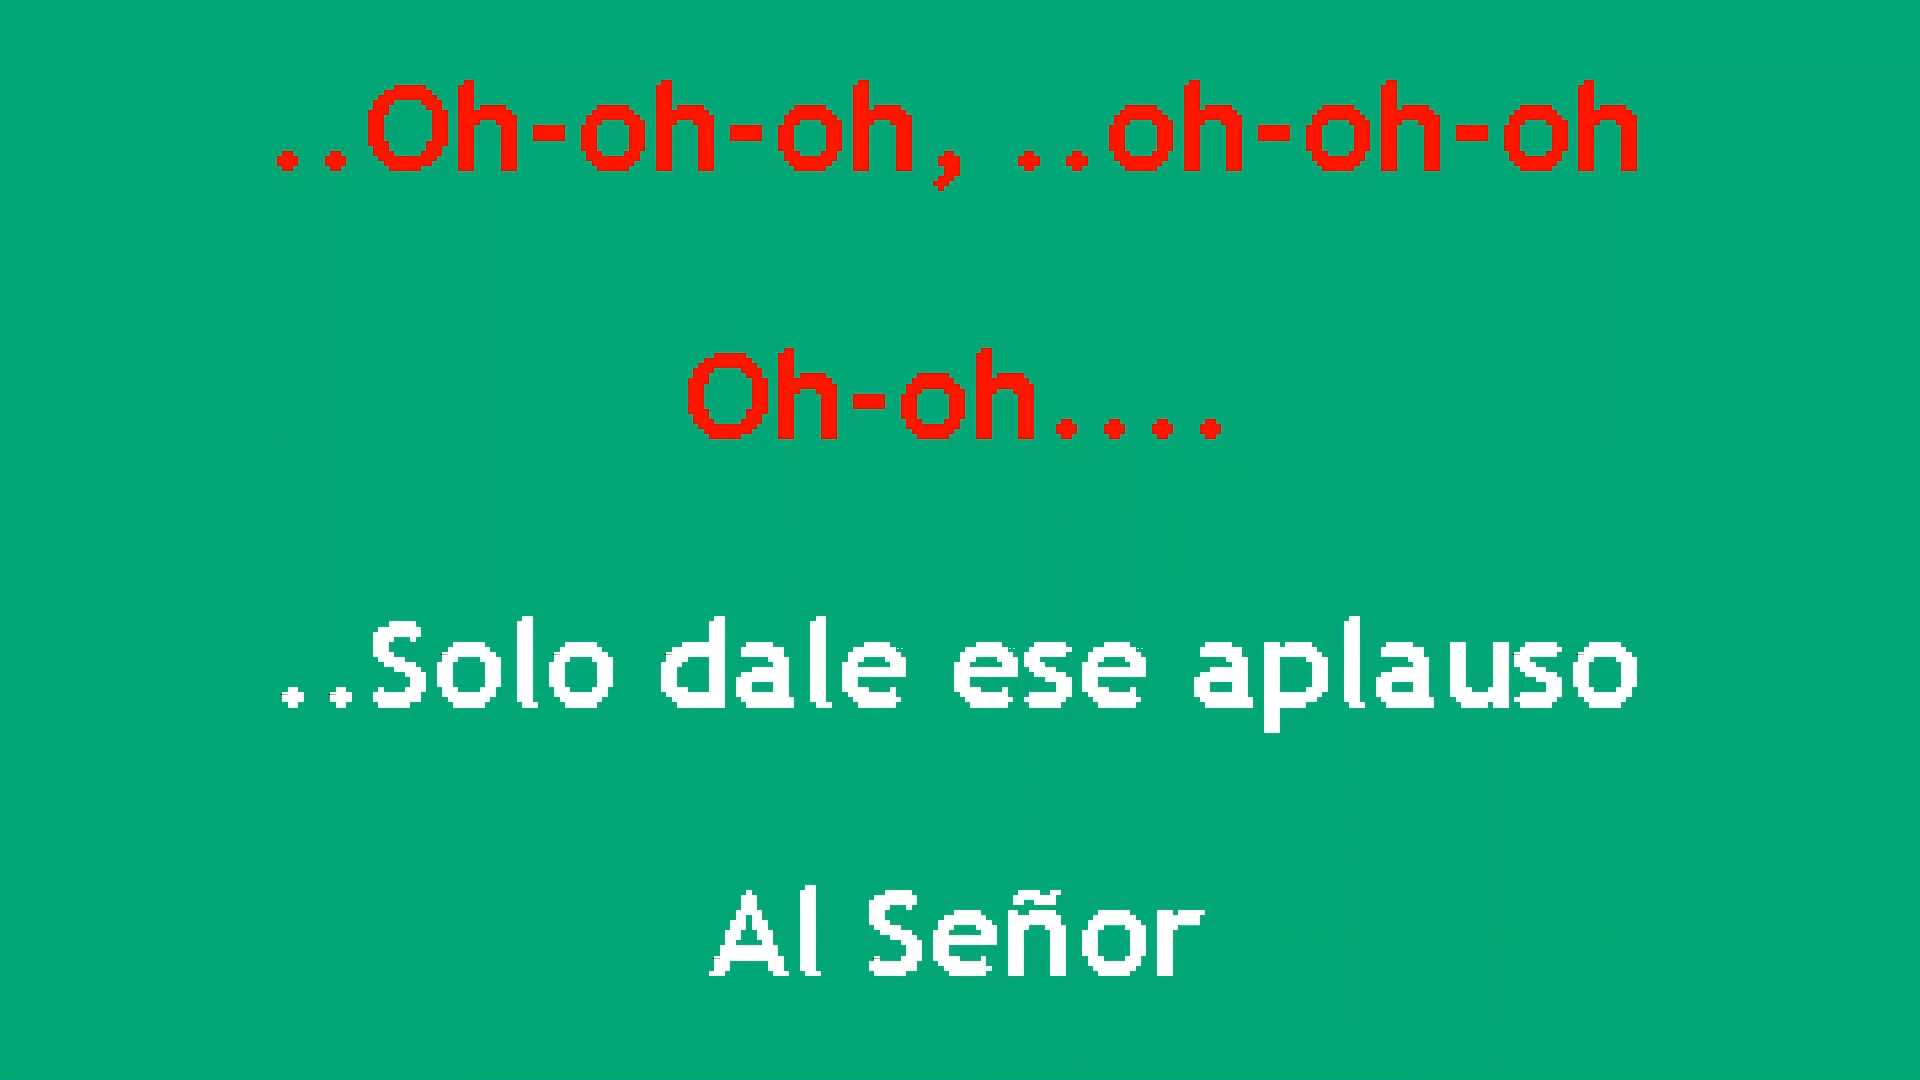 ..Oh-oh-oh, ..oh-oh-oh
Oh-oh....
..Solo dale ese aplauso
Al Señor